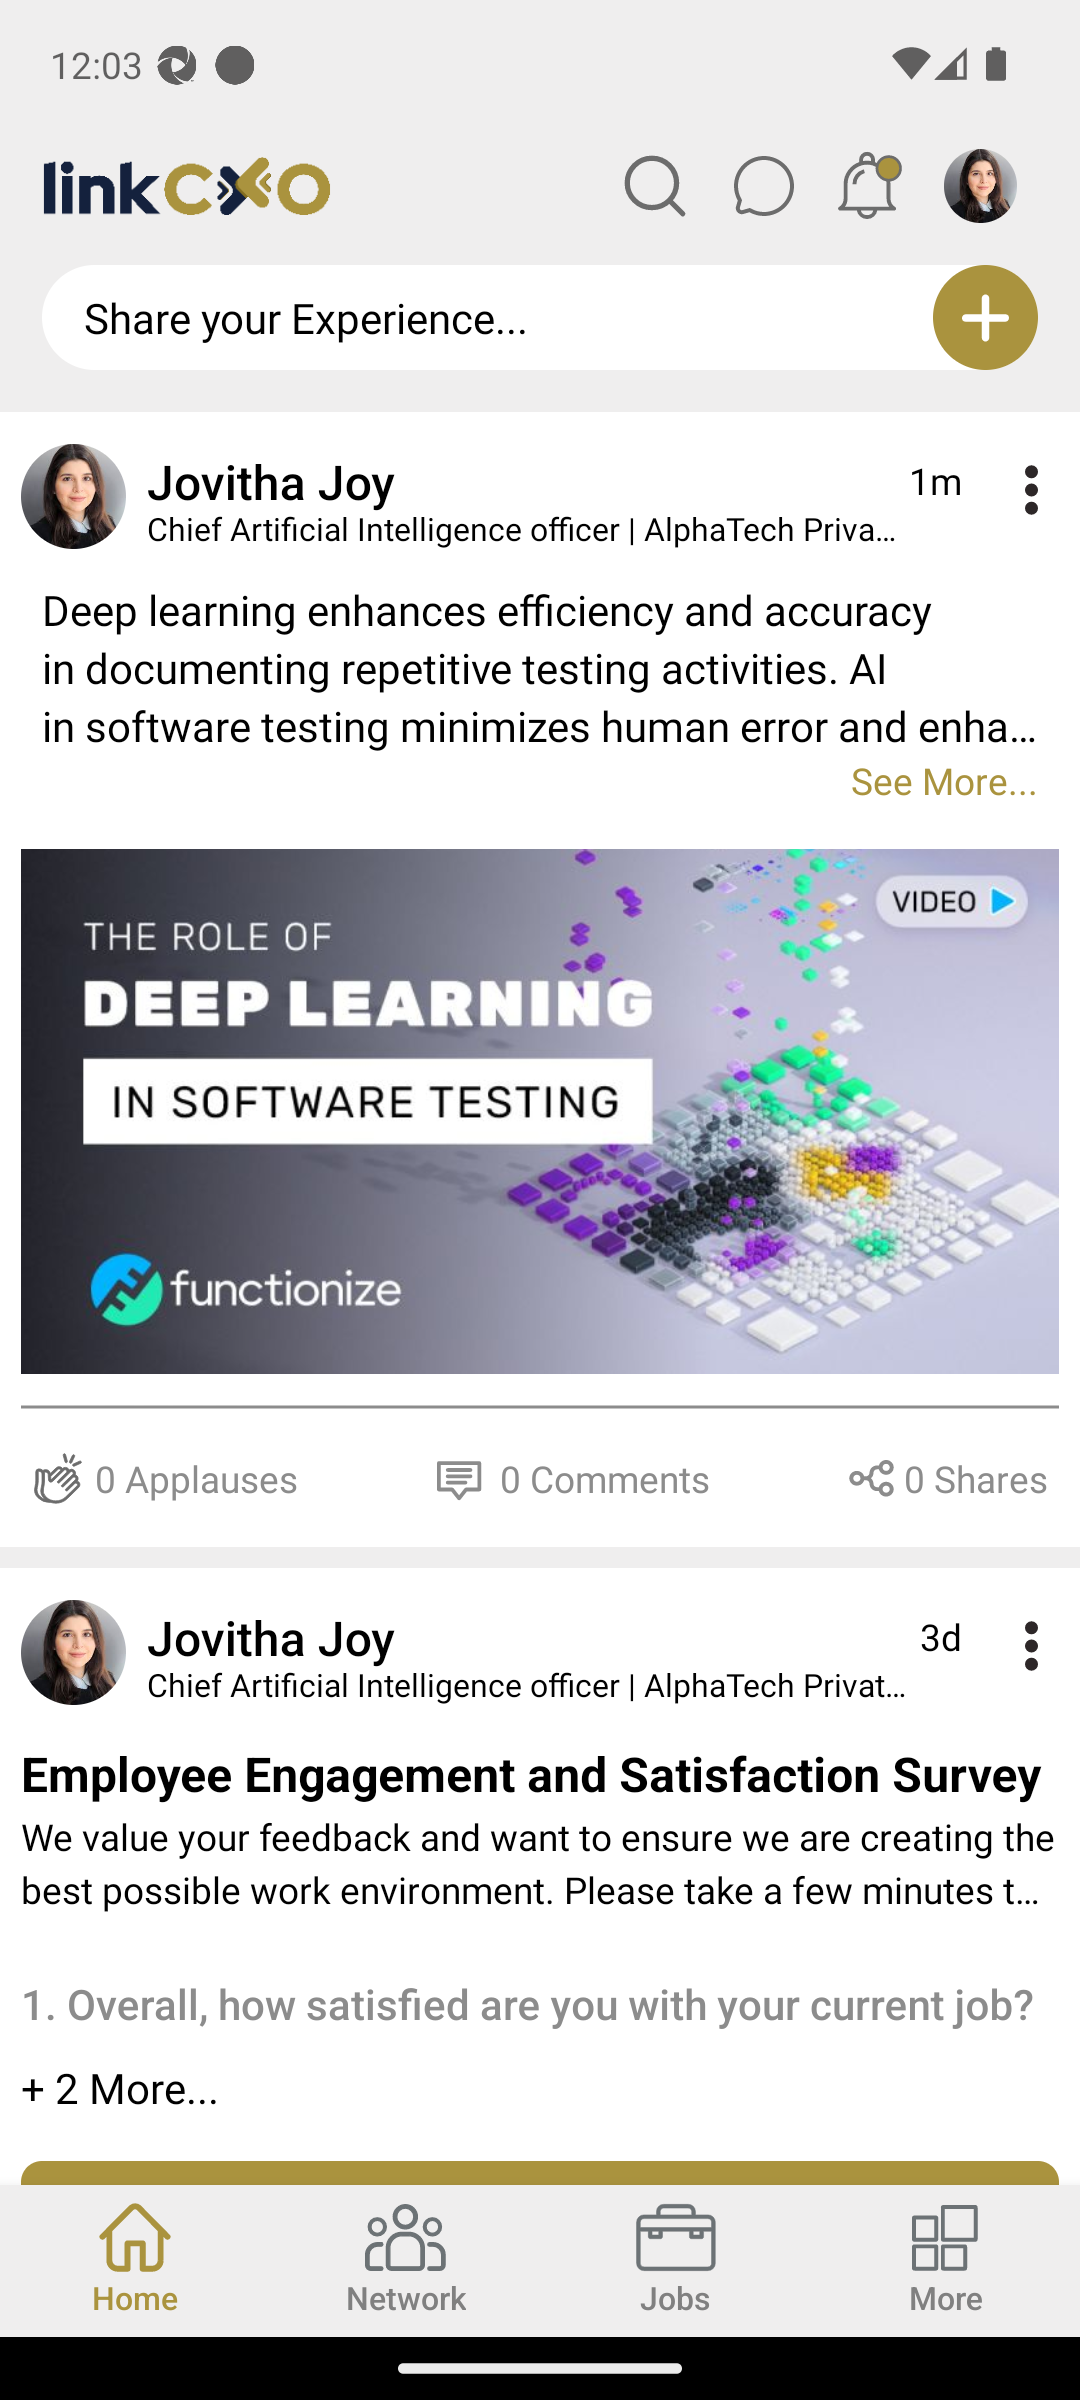 12:03
linkCXO
Share your Experience...
Jovitha Joy
1m
Chief Artificial Intelligence officer | AlphaTech Priva...
Deep learning enhances efficiency and accuracy
in documenting repetitive testing activities. AI
in software testing minimizes human error and enha...
See More...
VIDEO
THE ROLE OF
DEEP LEARNING
IN SOFTWARE TESTING
functionize
0 Applauses
0 Comments
0 Shares
Jovitha Joy
3d
Chief Artificial Intelligence officer | AlphaTech Privat...
Employee Engagement and Satisfaction Survey
We value your feedback and want to ensure we are creating the
best possible work environment. Please take a few minutes t...
1. Overall, how satisfied are you with your current job?
+ 2 More...
Home
Network
Jobs
More